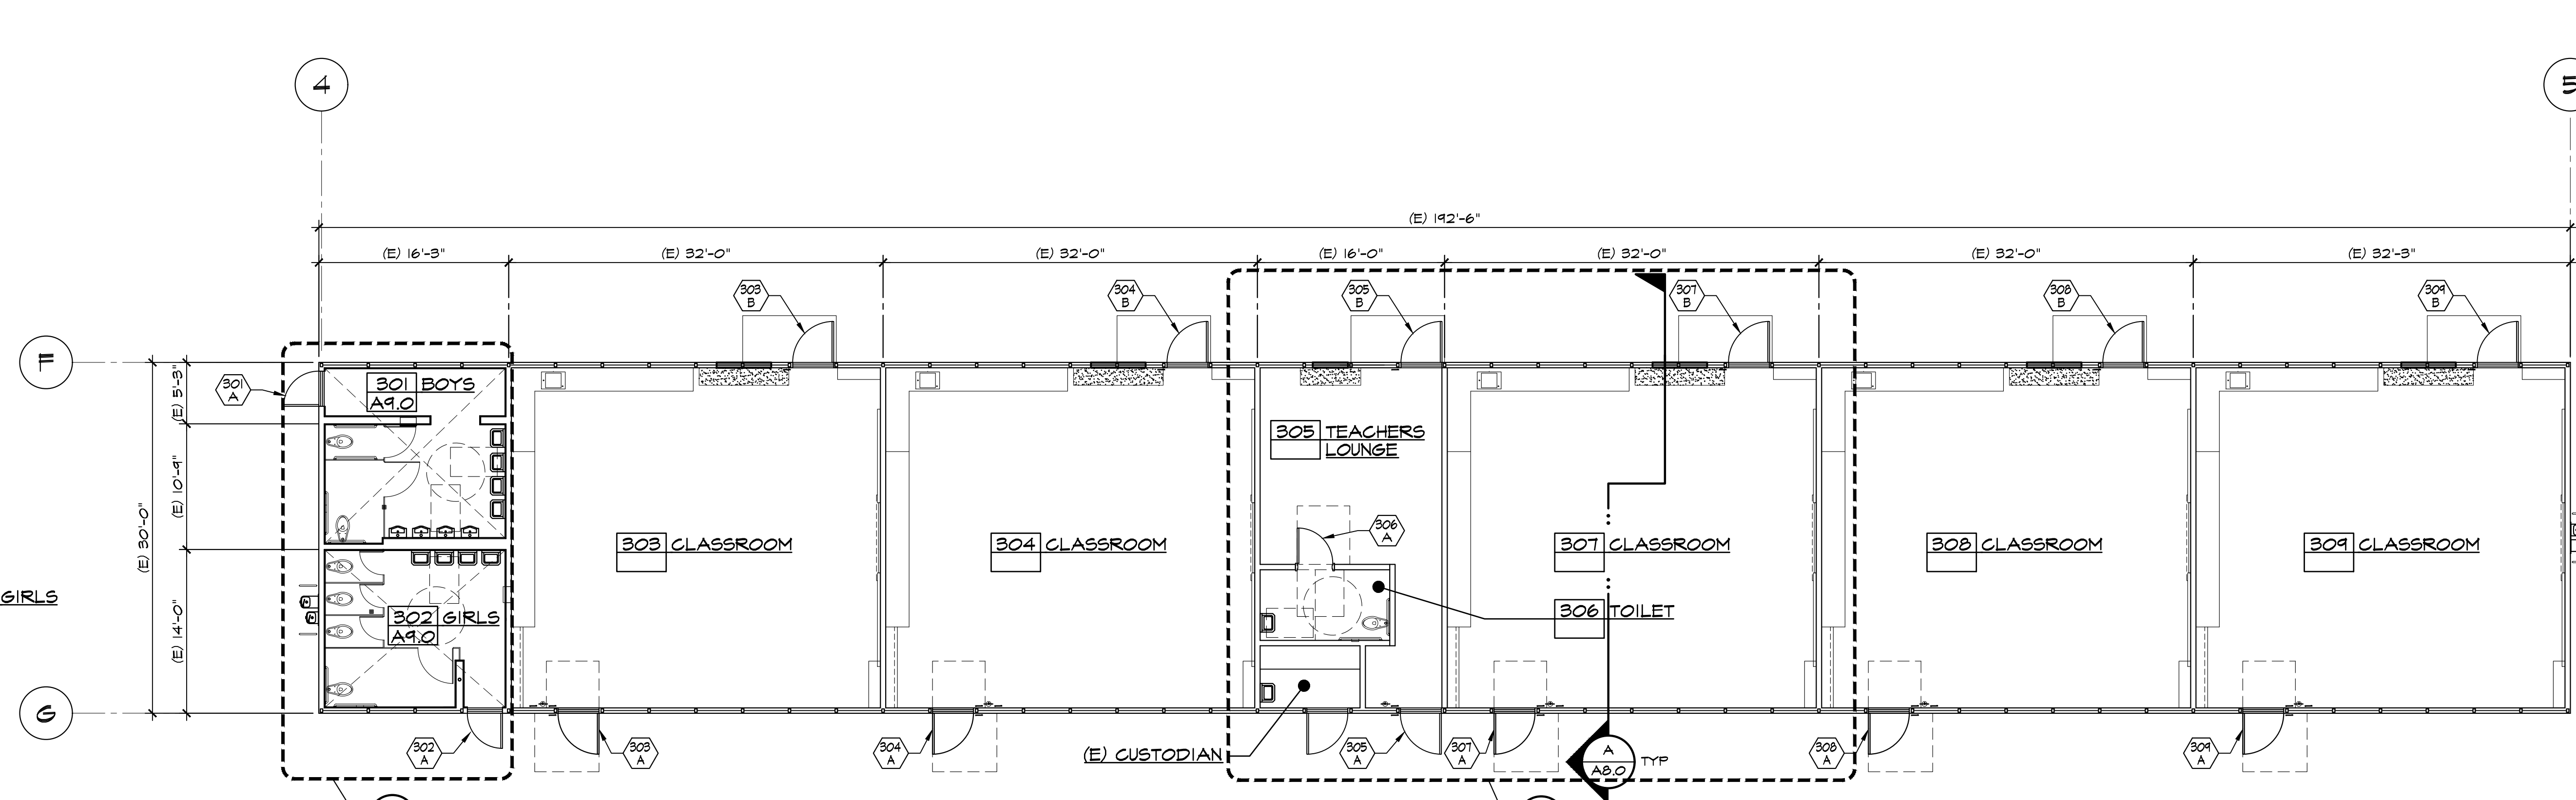 4
5
(E) 192'-6"
(E) 16'-3"
(E) 32'-0"
(E) 32'-0"
(E) 16'-0"
(E) 32'-0"
(E) 32'-0"
(E) 32'-3"
303
B
304
B
305
B
307
B
308
B
309
B
F
301
A
(E) 5'-3"
301 BOYS
A9.0
305 TEACHERS
LOUNGE
(E) 10'-9"
(E) 30'-0"
306
A
303 CLASSROOM
304 CLASSROOM
307 CLASSROOM
308 CLASSROOM
309 CLASSROOM
GIRLS
(E) 14'-0"
302 GIRLS
A9.0
306 TOILET
G
302
A
303
A
304
A
(E) CUSTODIAN
305
A
307
A
A
A8.0
TYP
308
A
309
A